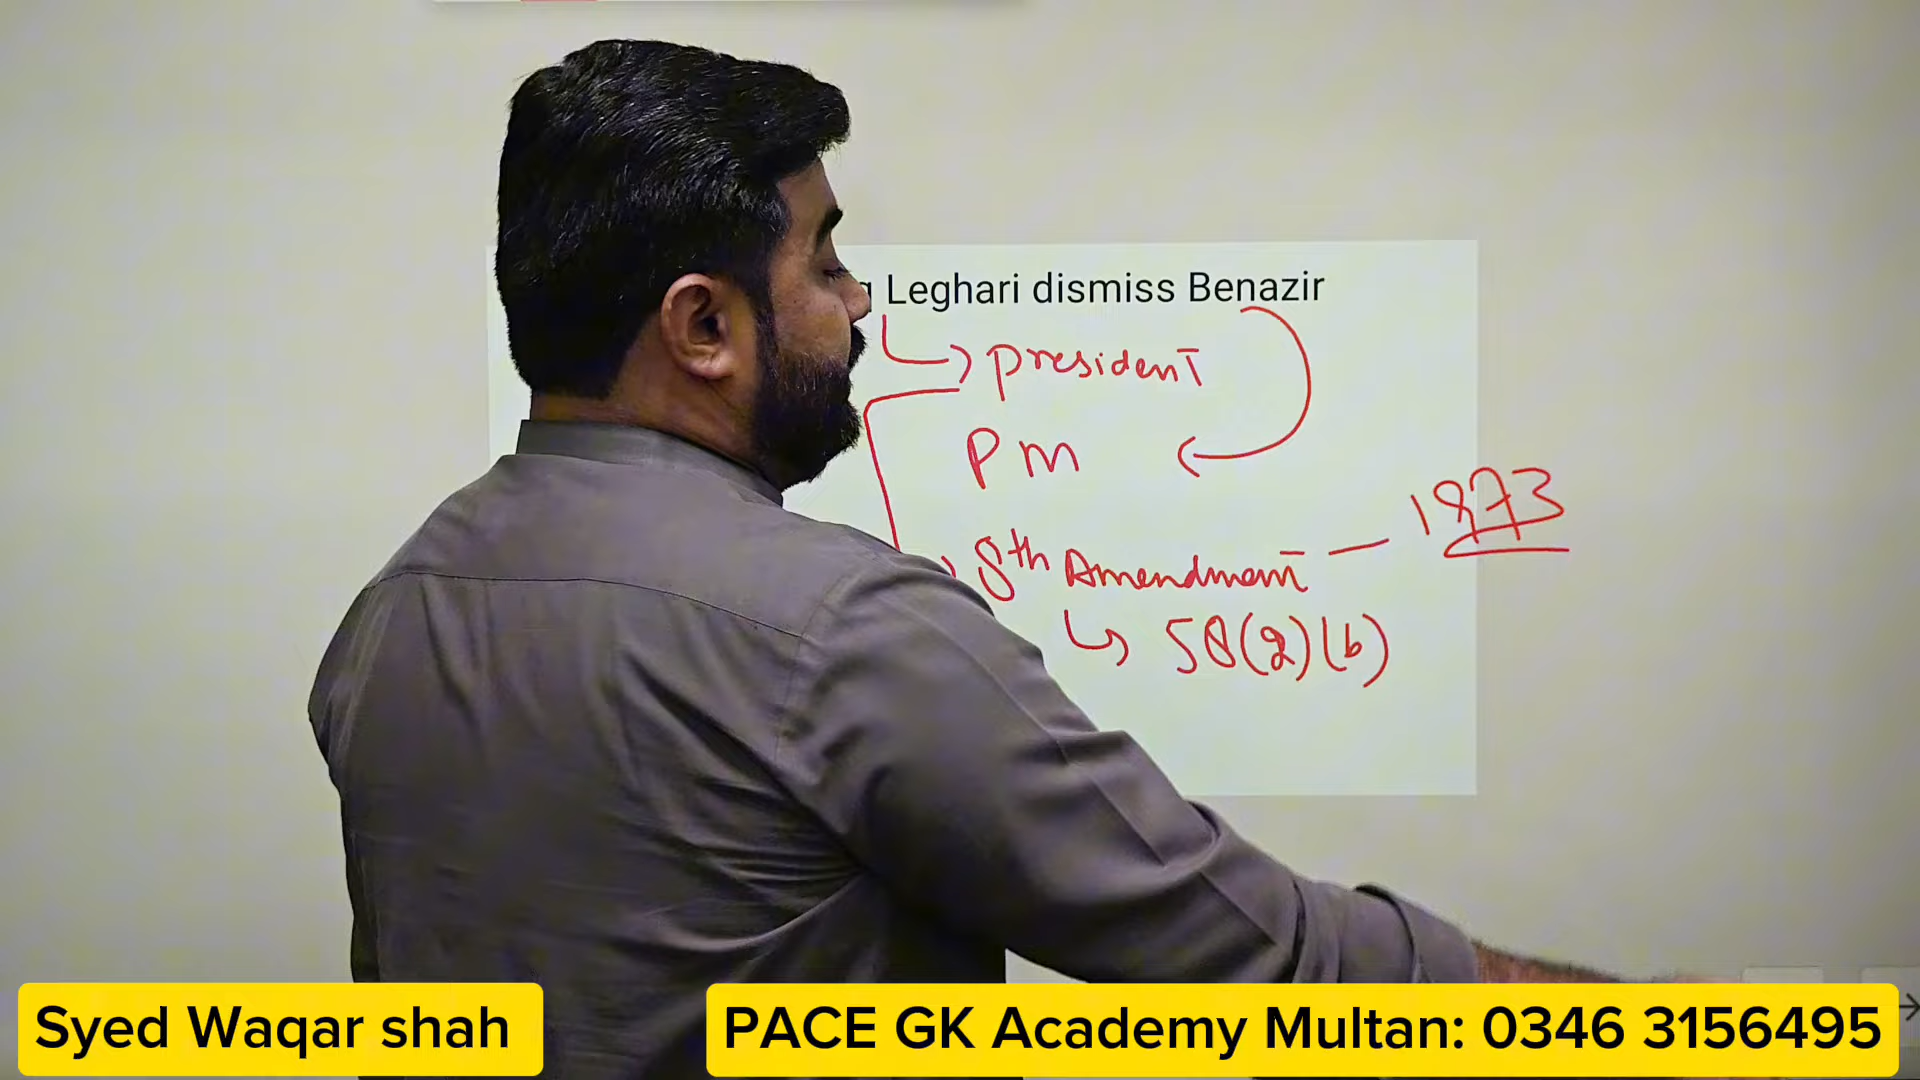 Leghari dismiss Benazir
president
PM
8th Amendment — 1973
58(2)(b)
Syed Waqar shah
PACE GK Academy Multan: 0346 3156495